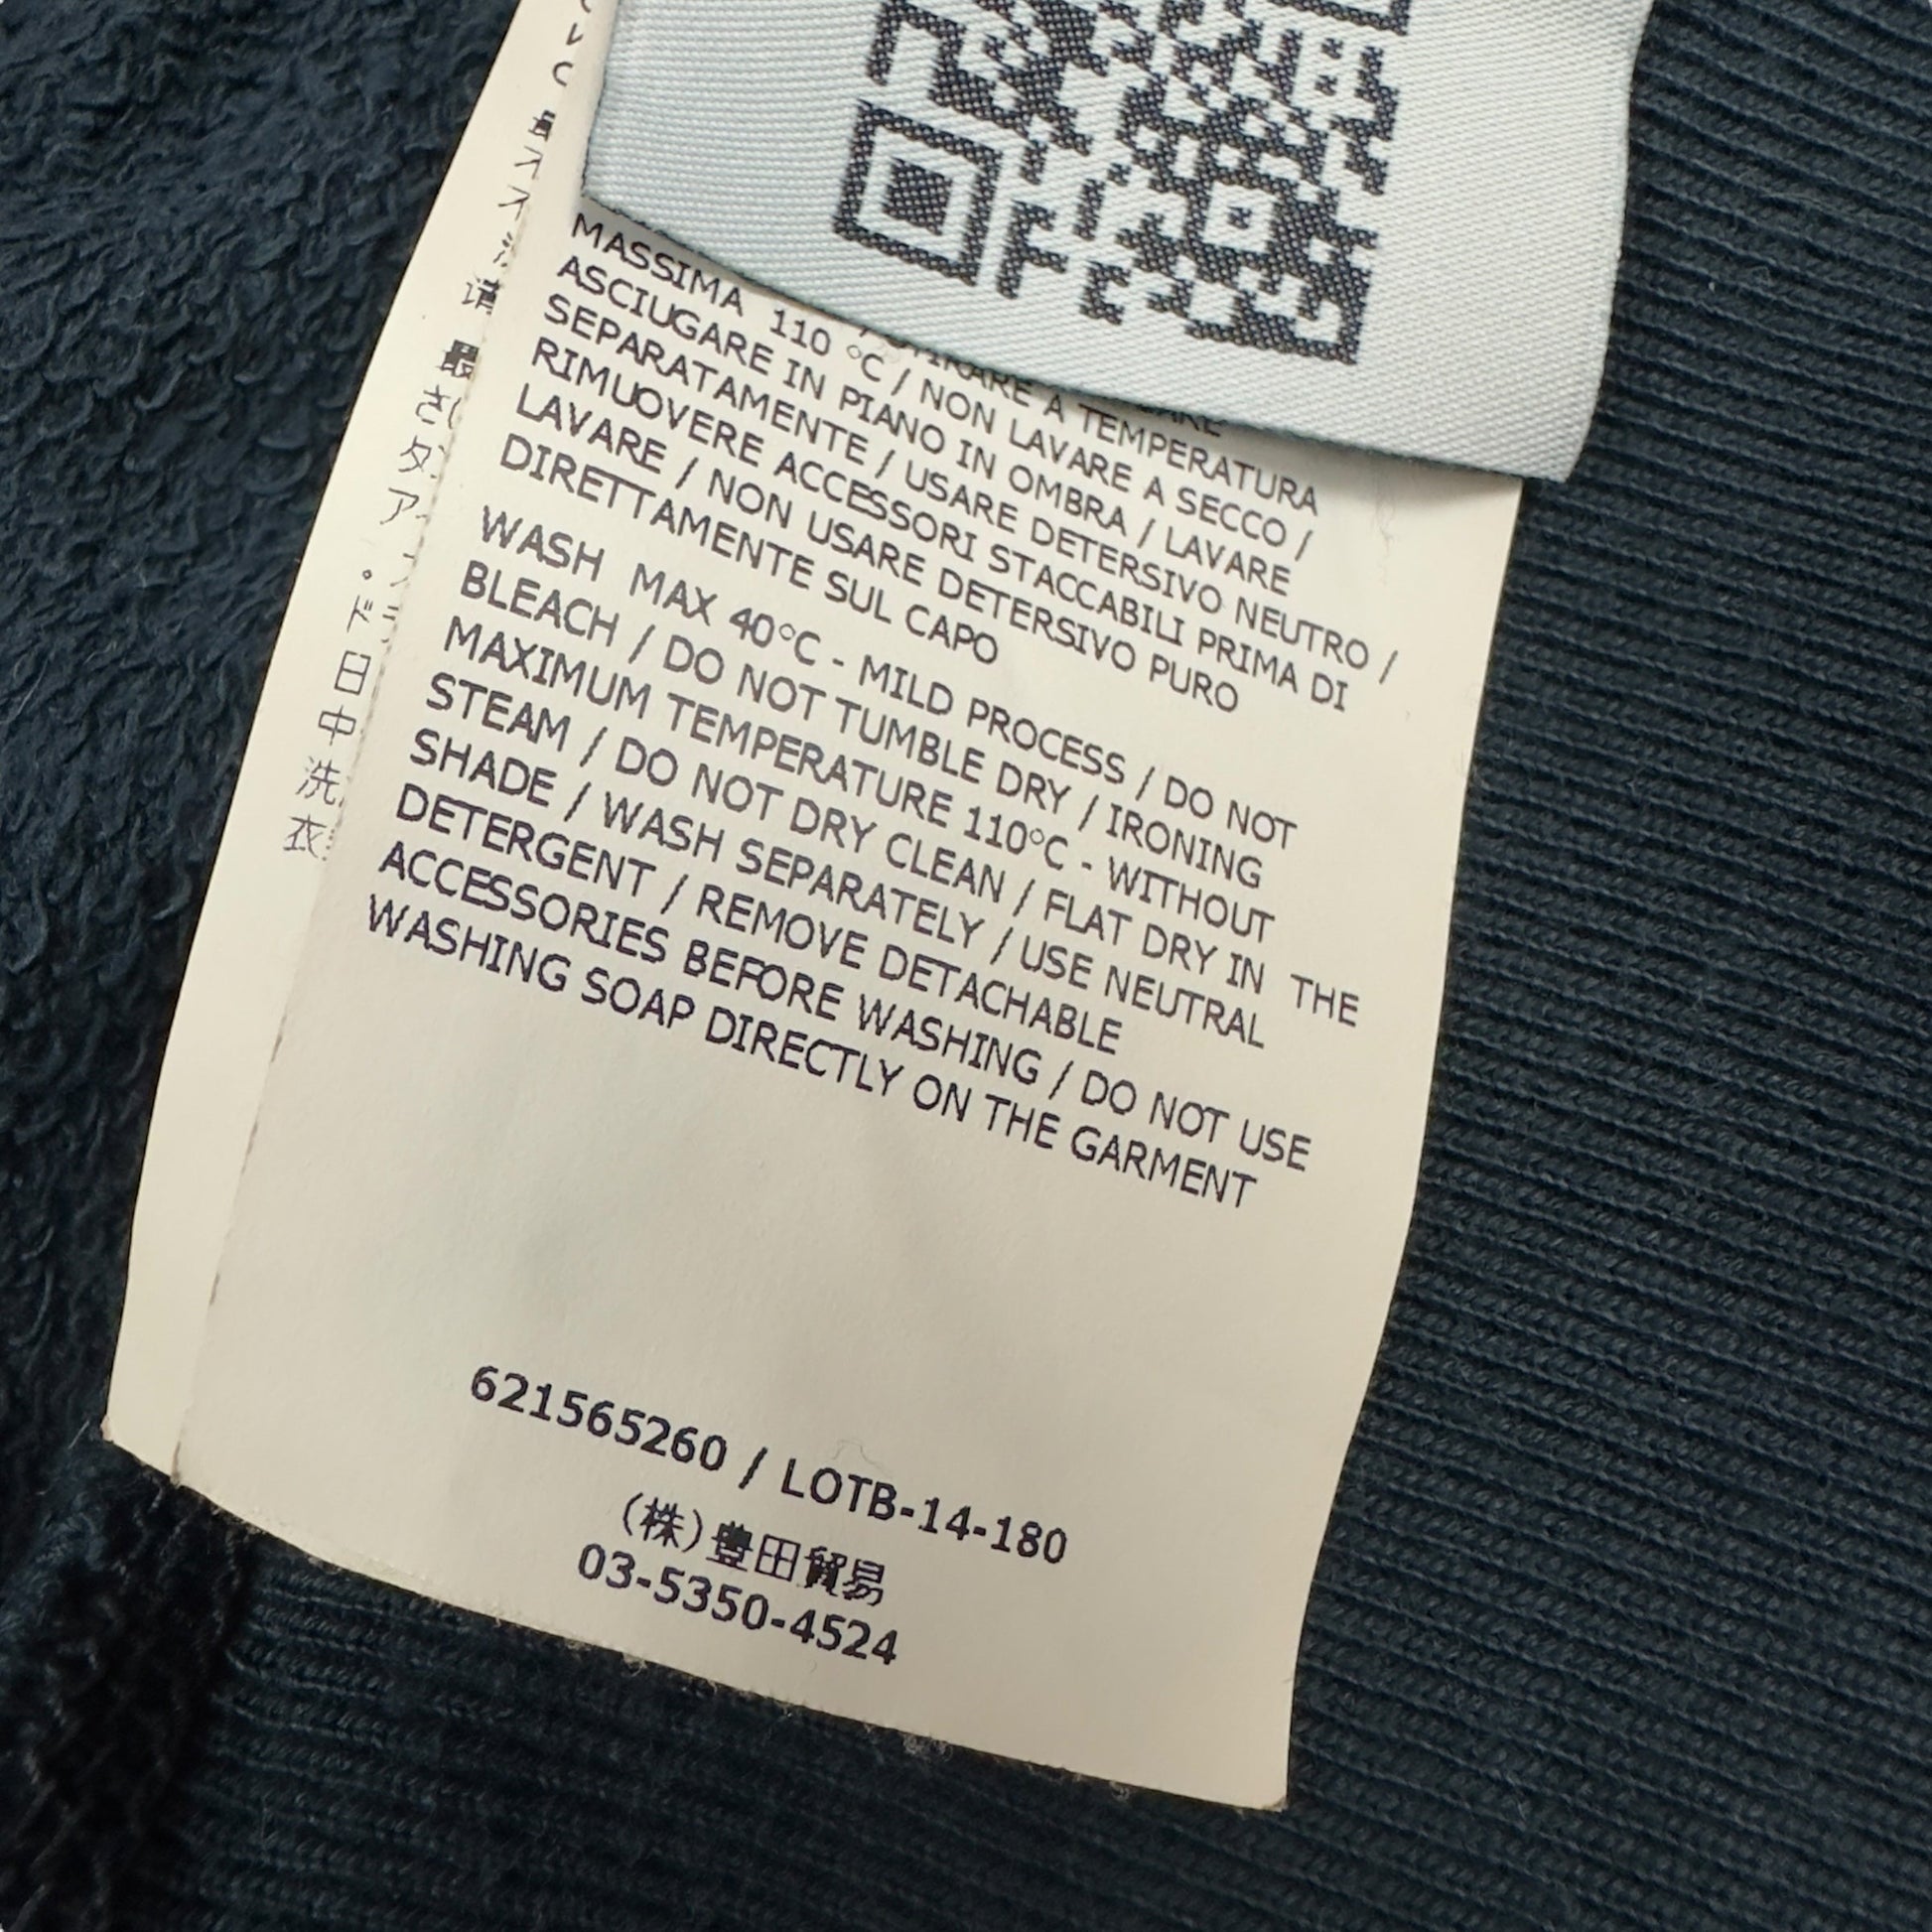 MASSIMA 110 °C / NON LAVARE A SECCO /
ASCIUGARE IN PIANO IN OMBRA / LAVARE
SEPARATAMENTE / USARE DETERSIVO NEUTRO /
RIMUOVERE ACCESSORI STACCABILI PRIMA DI
LAVARE / NON USARE DETERSIVO PURO
DIRETTAMENTE SUL CAPO
WASH MAX 40°C - MILD PROCESS / DO NOT
BLEACH / DO NOT TUMBLE DRY / IRONING
MAXIMUM TEMPERATURE 110°C - WITHOUT
STEAM / DO NOT DRY CLEAN / FLAT DRY IN THE
SHADE / WASH SEPARATELY / USE NEUTRAL
DETERGENT / REMOVE DETACHABLE
ACCESSORIES BEFORE WASHING / DO NOT USE
WASHING SOAP DIRECTLY ON THE GARMENT
621565260 / LOTB-14-180
(株)豊田貿易
03-5350-4524